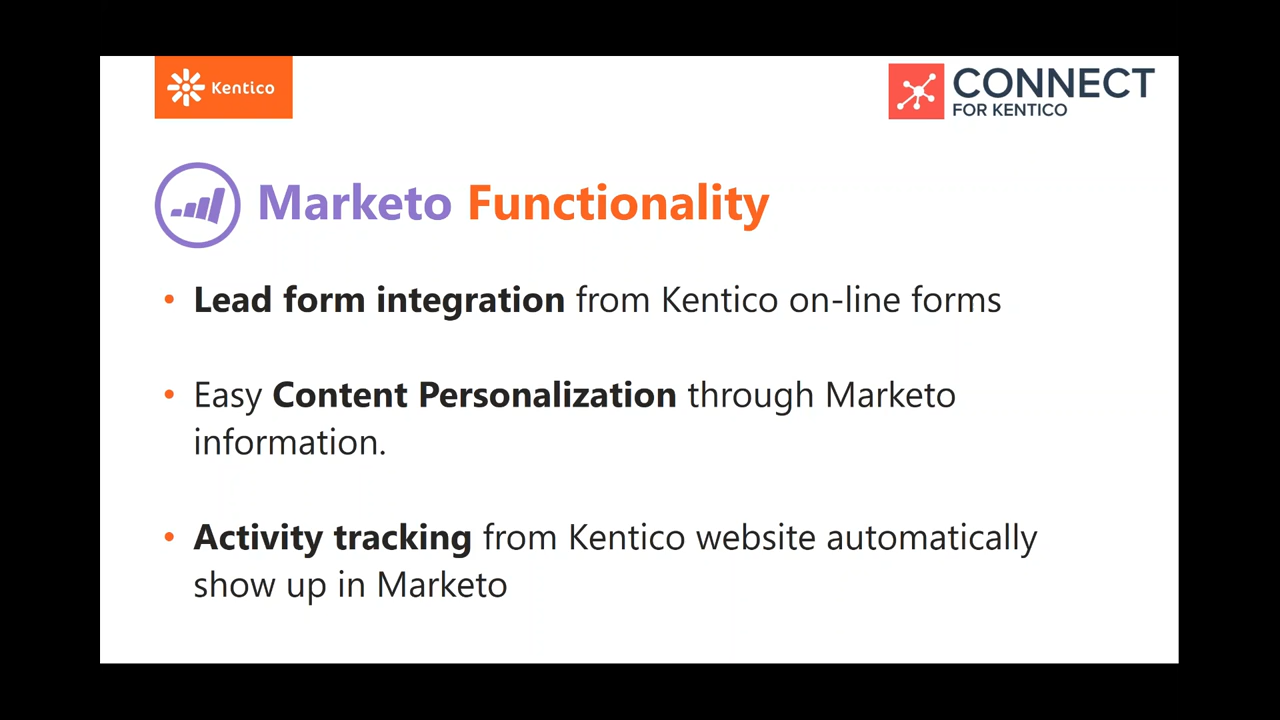 Kentico
CONNECT
FOR KENTICO
Marketo Functionality
• Lead form integration from Kentico on-line forms
• Easy Content Personalization through Marketo
information.
• Activity tracking from Kentico website automatically
show up in Marketo